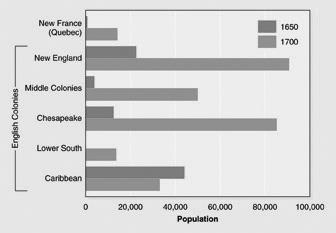 New France
(Quebec)
1650
1700
New England
Middle Colonies
Chesapeake
Lower South
Caribbean
English Colonies
0
20,000
40,000
60,000
80,000
100,000
Population